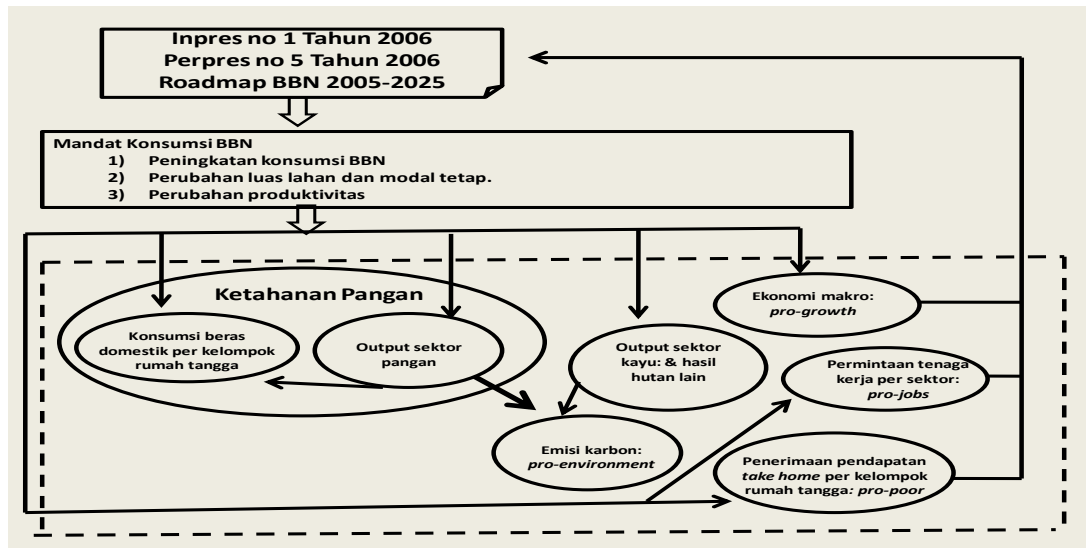 Inpres no 1 Tahun 2006
Perpres no 5 Tahun 2006
Roadmap BBN 2005-2025
Mandat Konsumsi BBN
1) Peningkatan konsumsi BBN
2) Perubahan luas lahan dan modal tetap.
3) Perubahan produktivitas
Ketahanan Pangan
Konsumsi beras
domestik per kelompok
rumah tangga
Output sektor
pangan
Output sektor
kayu: & hasil
hutan lain
Ekonomi makro:
pro-growth
Permintaan tenaga
kerja per sektor:
pro-jobs
Emisi karbon:
pro-environment
Penerimaan pendapatan
take home per kelompok
rumah tangga: pro-poor